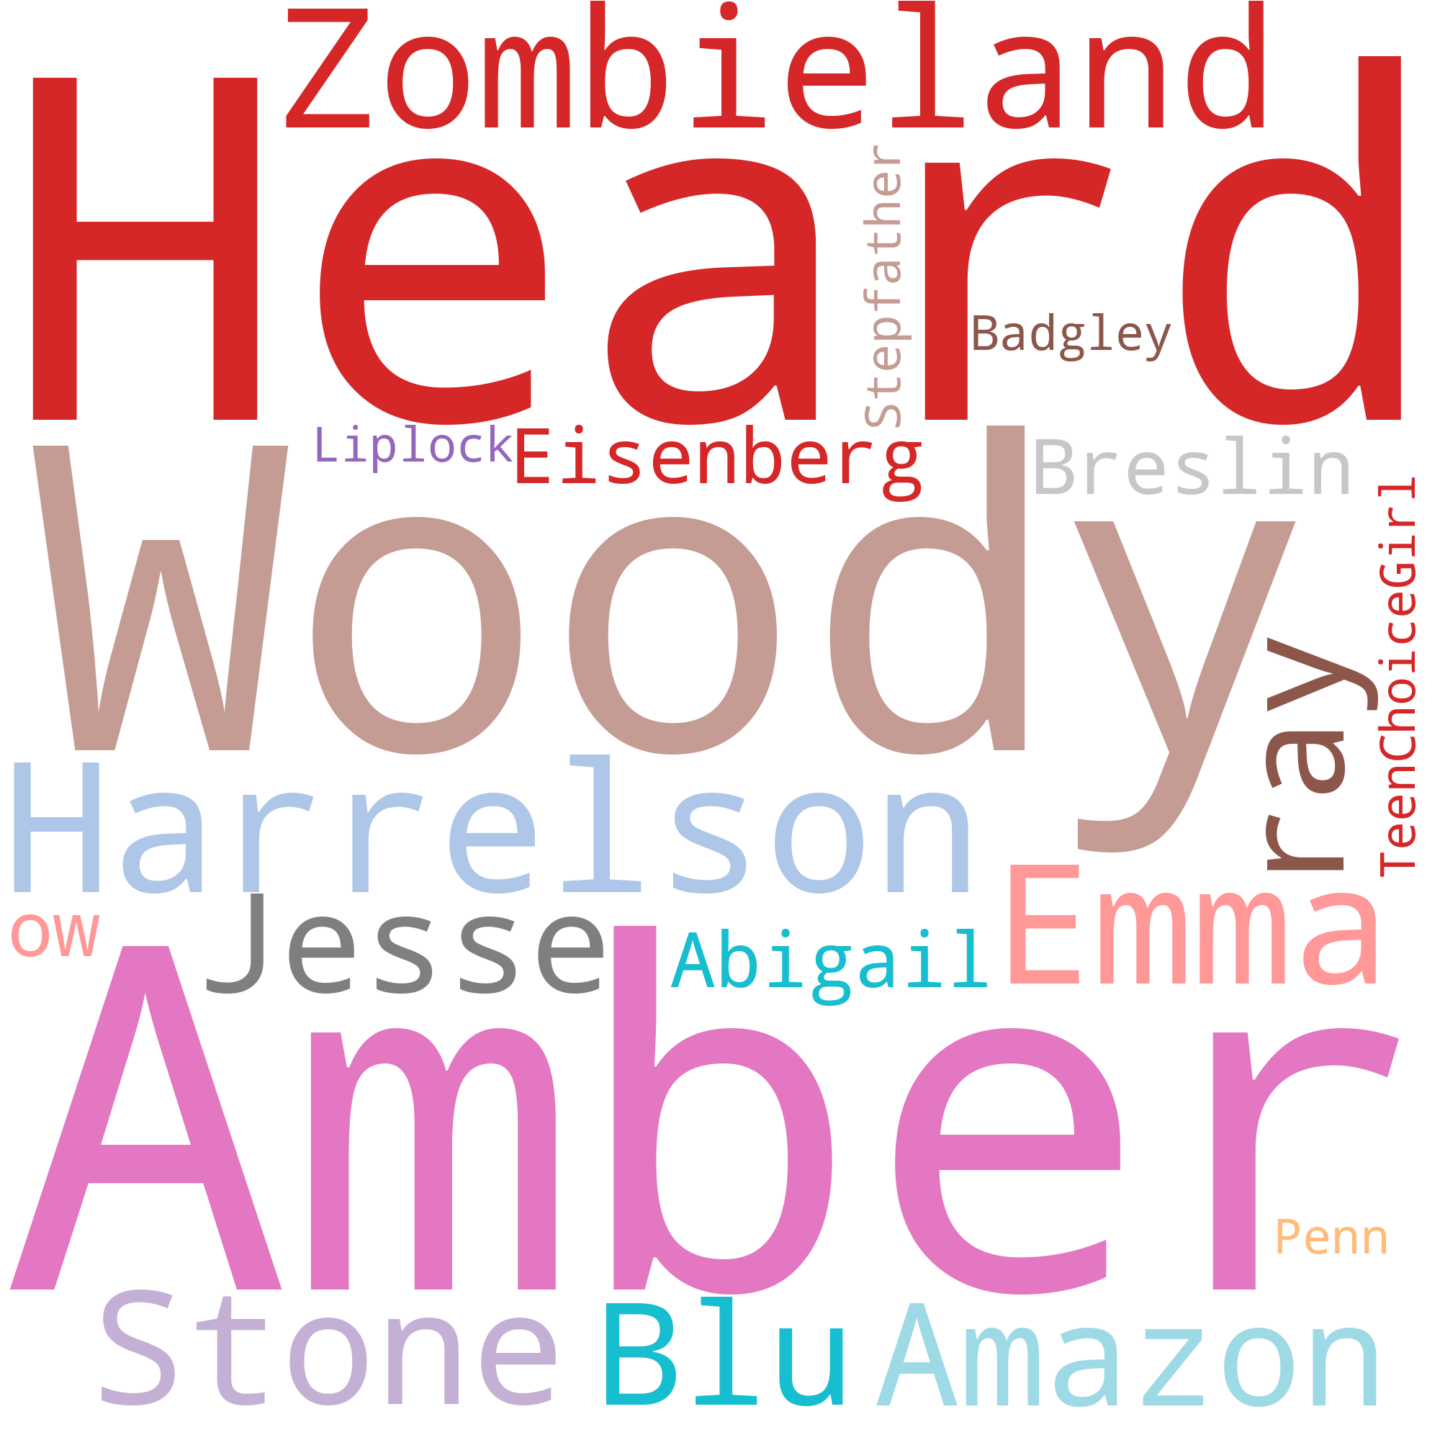 Zombieland
Heard
Stepfather
Badgley
Liplock
Eisenberg
Breslin
Woody
TeenChoiceGirl
ray
Harrelson
Emma
ow
Jesse
Abigail
Amber
Penn
Stone
Blu
Amazon